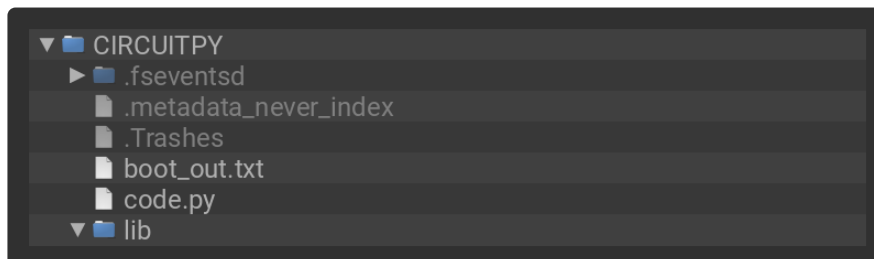 CIRCUITPY
.fseventsd
.metadata_never_index
.Trashes
boot_out.txt
code.py
lib